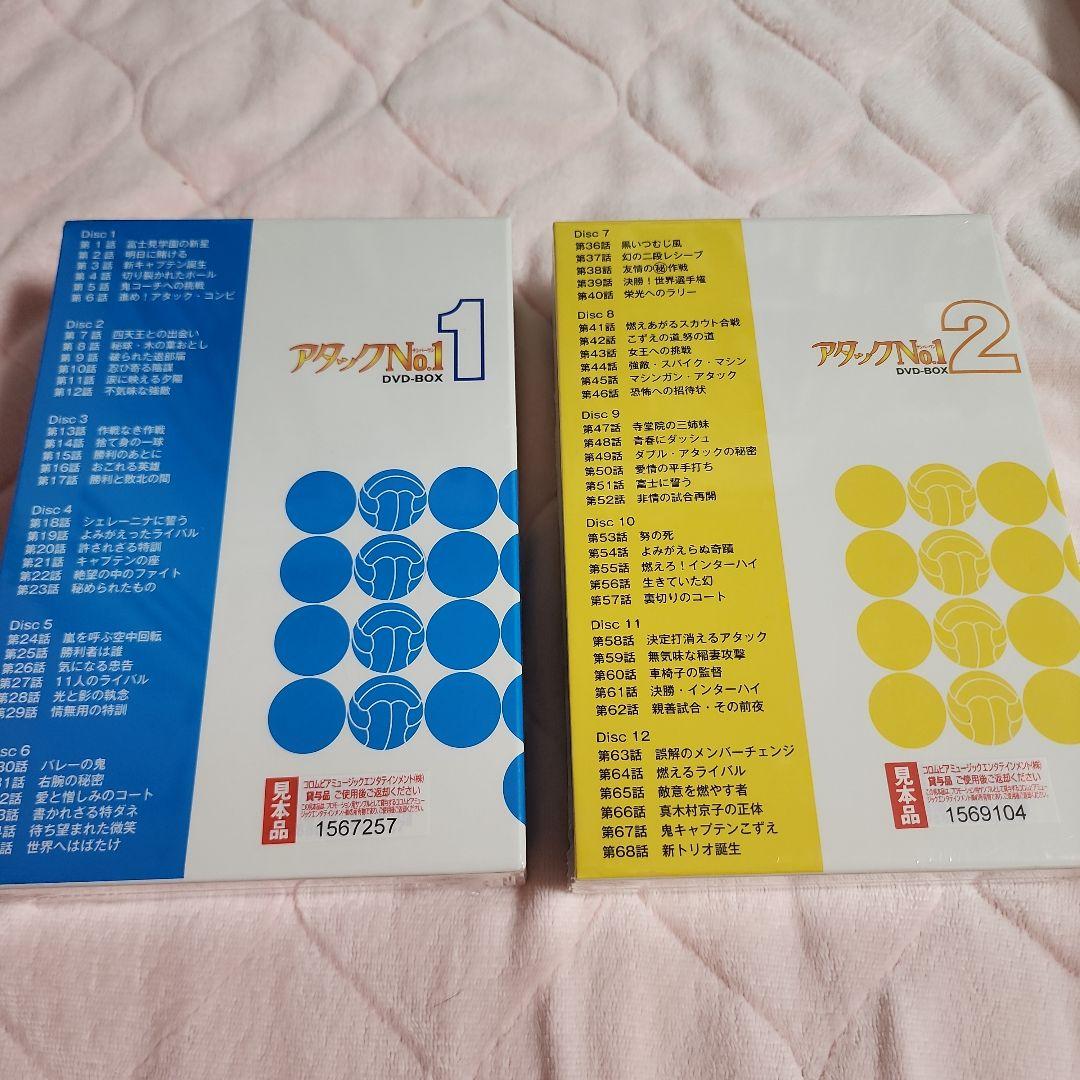 Disc 1
第1話 富士見学園の新星
第2話 明日に賭ける
第3話 新キャプテン誕生
第4話 切り裂かれたボール
第5話 鬼コーチへの挑戦
第6話 進め!アタック・コンビ
Disc 2
第7話 四天王との出会い
第8話 秘球・木の葉おとし
第9話 破られた退部届
第10話 忍び寄る陰謀
第11話 涙に映える夕陽
第12話 不気味な強敵
Disc 3
第13話 作戦なき作戦
第14話 捨て身の一球
第15話 勝利のあとに
第16話 おごれる英雄
第17話 勝利と敗北の間
Disc 4
第18話 シェレーニナに誓う
第19話 よみがえったライバル
第20話 許されざる特訓
第21話 キャプテンの座
第22話 絶望の中のファイト
第23話 秘められたもの
Disc 5
第24話 嵐を呼ぶ空中回転
第25話 勝利者は誰
第26話 気になる忠告
第27話 11人のライバル
第28話 光と影の執念
第29話 情無用の特訓
sc 6
30話 バレーの鬼
31話 右腕の秘密
2話 愛と憎しみのコート
3話 書かれざる特ダネ
話 待ち望まれた微笑
話 世界へはばたけ
アタックNo.1
ナンバーワン
DVD-BOX
1
見本品
コロムビアミュージックエンタテインメント(株)
貸与品 ご使用後ご返却ください
1567257
Disc 7
第36話 黒いつむじ風
第37話 幻の二段レシーブ
第38話 友情の㊙作戦
第39話 決勝!世界選手権
第40話 栄光へのラリー
Disc 8
第41話 燃えあがるスカウト合戦
第42話 こずえの道,努の道
第43話 女王への挑戦
第44話 強敵・スパイク・マシン
第45話 マシンガン・アタック
第46話 恐怖への招待状
Disc 9
第47話 寺堂院の三姉妹
第48話 青春にダッシュ
第49話 ダブル・アタックの秘密
第50話 愛情の平手打ち
第51話 富士に誓う
第52話 非情の試合再開
Disc 10
第53話 努の死
第54話 よみがえらぬ奇蹟
第55話 燃えろ!インターハイ
第56話 生きていた幻
第57話 裏切りのコート
Disc 11
第58話 決定打消えるアタック
第59話 無気味な稲妻攻撃
第60話 車椅子の監督
第61話 決勝・インターハイ
第62話 親善試合・その前夜
Disc 12
第63話 誤解のメンバーチェンジ
第64話 燃えるライバル
第65話 敵意を燃やす者
第66話 真木村京子の正体
第67話 鬼キャプテンこずえ
第68話 新トリオ誕生
アタックNo.1
ナンバーワン
DVD-BOX
2
見本品
コロムビアミュージックエンタテインメント(株)
貸与品 ご使用後ご返却ください
1569104